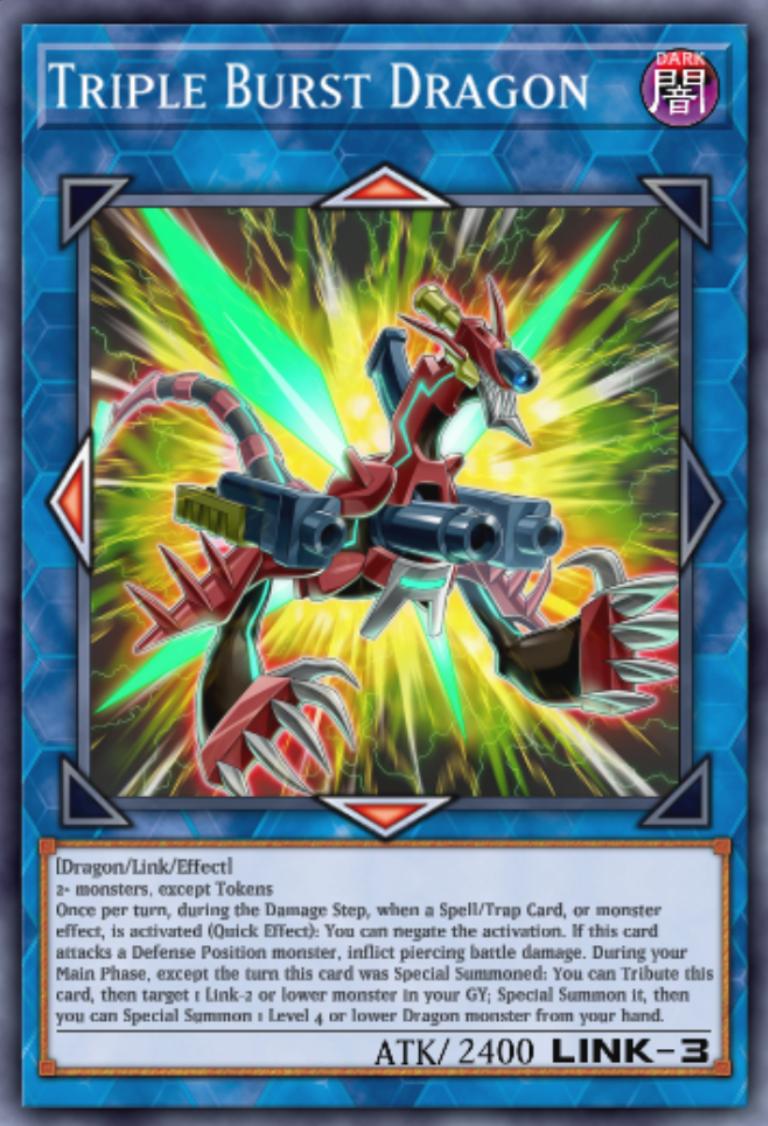 TRIPLE BURST DRAGON
DARK
闇
[Dragon/Link/Effect]
2+ monsters, except Tokens
Once per turn, during the Damage Step, when a Spell/Trap Card, or monster
effect, is activated (Quick Effect): You can negate the activation. If this card
attacks a Defense Position monster, inflict piercing battle damage. During your
Main Phase, except the turn this card was Special Summoned: You can Tribute this
card, then target 1 Link-2 or lower monster in your GY; Special Summon it, then
you can Special Summon 1 Level 4 or lower Dragon monster from your hand.
ATK/ 2400 LINK-3